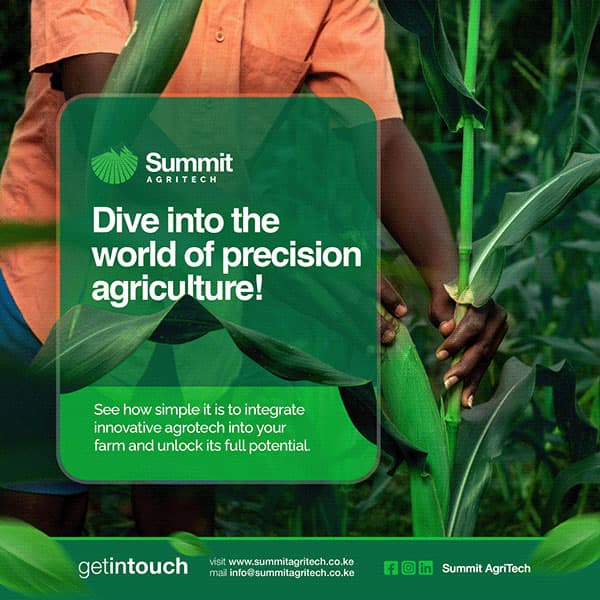 Summit
AGRITECH
Dive into the
world of precision
agriculture!
See how simple it is to integrate
innovative agrotech into your
farm and unlock its full potential.
getintouch
visit www.summitagritech.co.ke
mail info@summitagritech.co.ke
Summit AgriTech